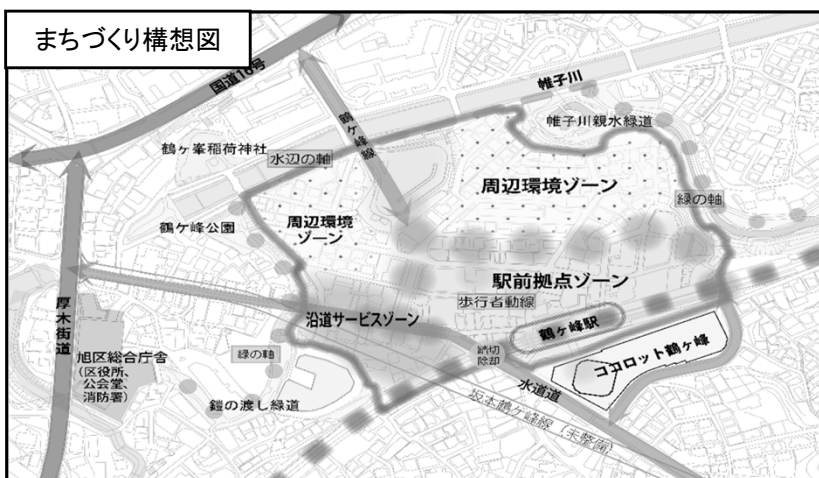 まちづくり構想図
国道16号
帷子川
鶴ヶ峰線
帷子川親水緑道
鶴ヶ峯稲荷神社
水辺の軸
周辺環境ゾーン
緑の軸
鶴ケ峰公園
周辺環境
ゾーン
駅前拠点ゾーン
歩行者動線
沿道サービスゾーン
鶴ヶ峰駅
厚木街道
踏切
除却
ココロット鶴ヶ峰
旭区総合庁舎
(区役所、
公会堂、
消防署)
緑の軸
水道道
鎧の渡し緑道
坂本鶴ヶ峰線(未整備)